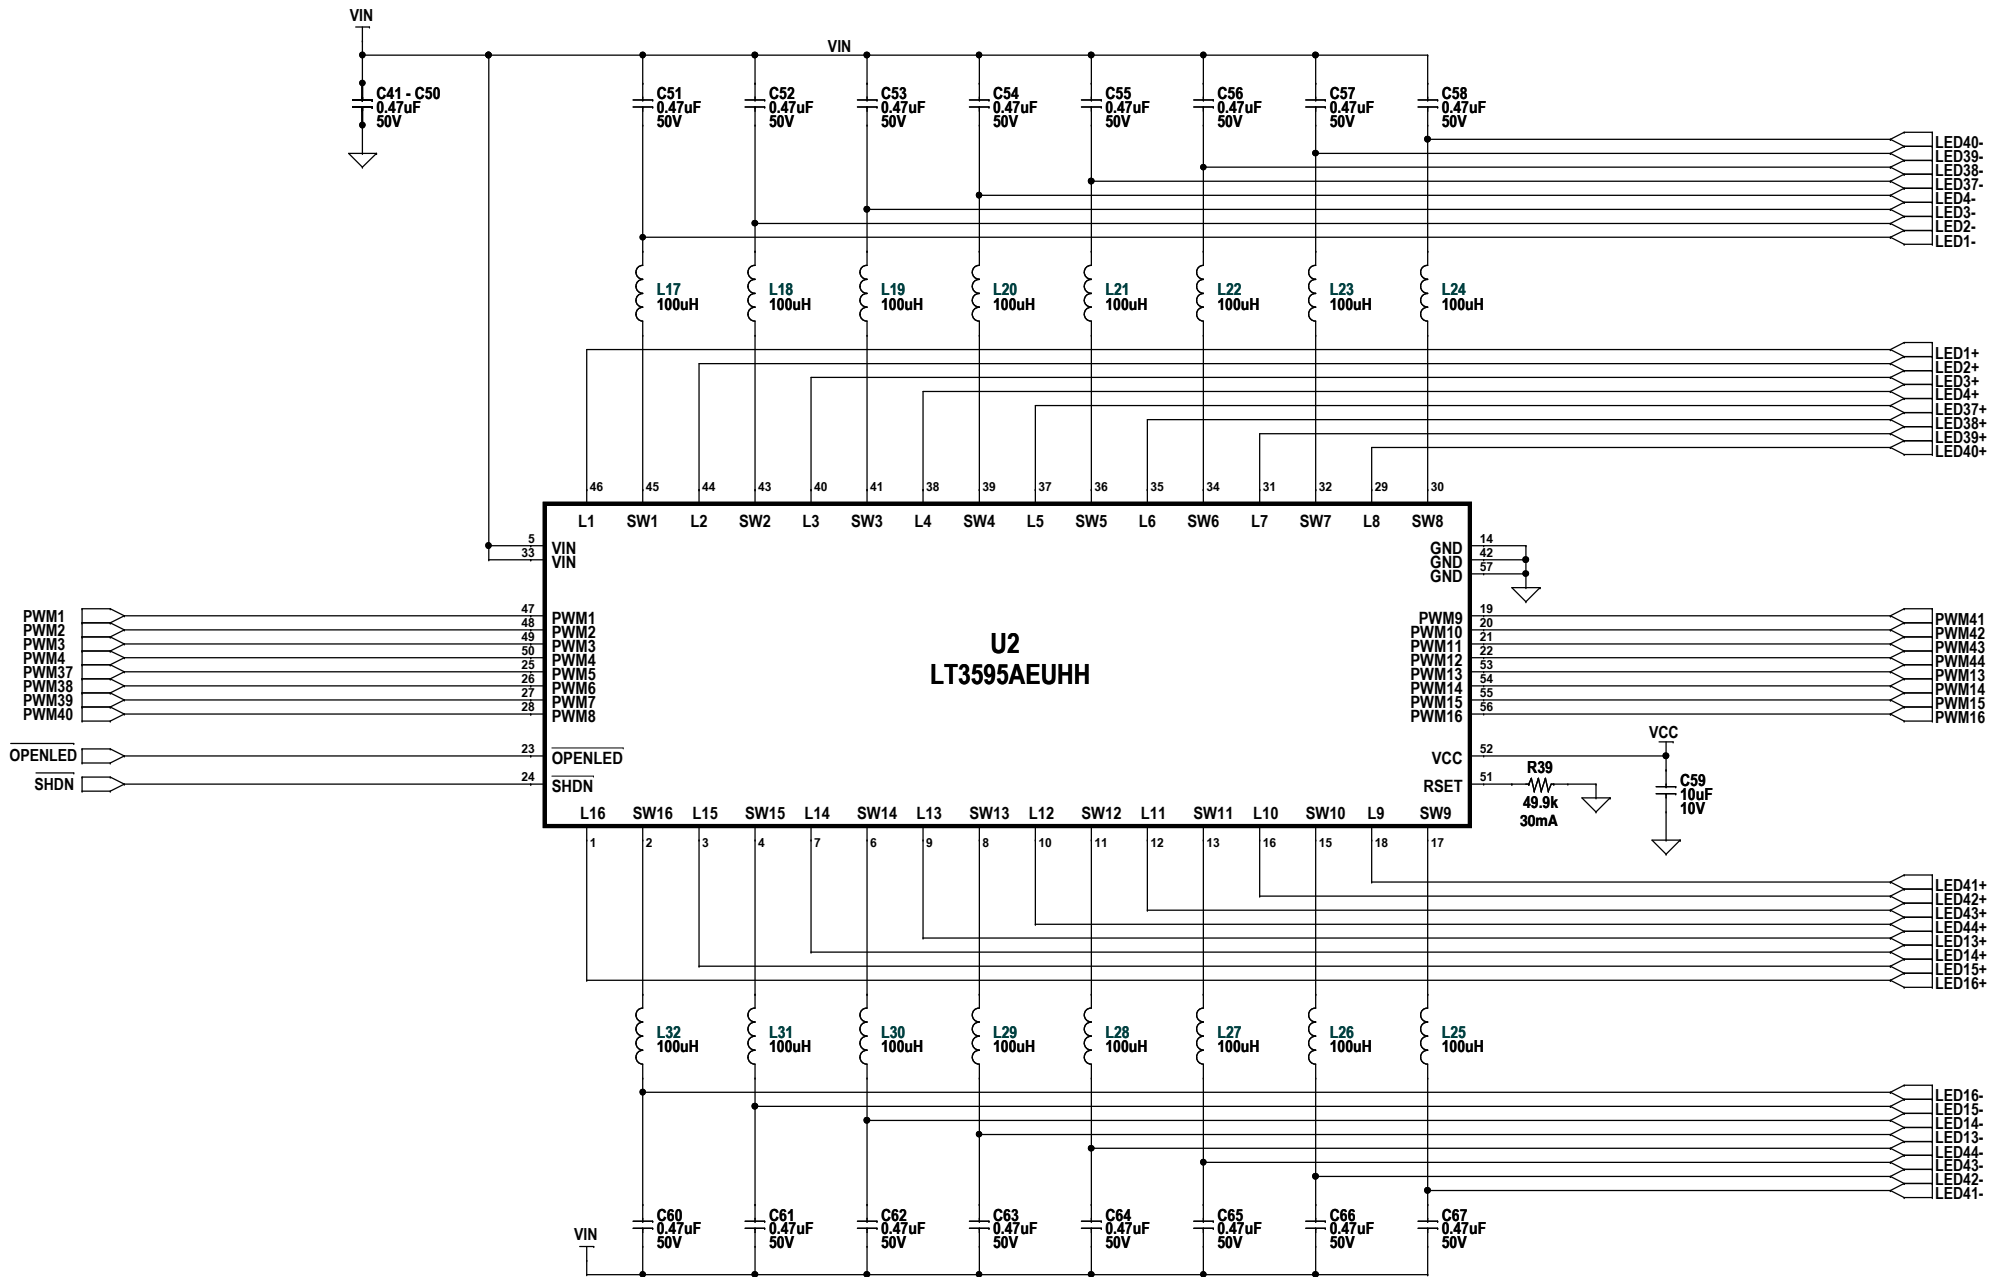 VIN
VIN
C41 - C50
0.47uF
50V
C51
0.47uF
50V
C52
0.47uF
50V
C53
0.47uF
50V
C54
0.47uF
50V
C55
0.47uF
50V
C56
0.47uF
50V
C57
0.47uF
50V
C58
0.47uF
50V
LED40-
LED39-
LED38-
LED37-
LED4-
LED3-
LED2-
LED1-
L17
100uH
L18
100uH
L19
100uH
L20
100uH
L21
100uH
L22
100uH
L23
100uH
L24
100uH
LED1+
LED2+
LED3+
LED4+
LED37+
LED38+
LED39+
LED40+
46 45 44 43 40 41 38 39 37 36 35 34 31 32 29 30
L1 SW1 L2 SW2 L3 SW3 L4 SW4 L5 SW5 L6 SW6 L7 SW7 L8 SW8
5 VIN
33 VIN
GND 14
GND 42
GND 57
PWM1 47 PWM1
PWM2 48 PWM2
PWM3 49 PWM3
PWM4 50 PWM4
PWM37 25 PWM5
PWM38 26 PWM6
PWM39 27 PWM7
PWM40 28 PWM8
U2
LT3595AEUHH
PWM9 19 PWM41
PWM10 20 PWM42
PWM11 21 PWM43
PWM12 22 PWM44
PWM13 53 PWM13
PWM14 54 PWM14
PWM15 55 PWM15
PWM16 56 PWM16
OPENLED 23 OPENLED
SHDN 24 SHDN
VCC 52
VCC
RSET 51
R39
49.9k
30mA
C59
10uF
10V
L16 SW16 L15 SW15 L14 SW14 L13 SW13 L12 SW12 L11 SW11 L10 SW10 L9 SW9
1 2 3 4 7 6 9 8 10 11 12 13 16 15 18 17
LED41+
LED42+
LED43+
LED44+
LED13+
LED14+
LED15+
LED16+
L32
100uH
L31
100uH
L30
100uH
L29
100uH
L28
100uH
L27
100uH
L26
100uH
L25
100uH
LED16-
LED15-
LED14-
LED13-
LED44-
LED43-
LED42-
LED41-
VIN
C60
0.47uF
50V
C61
0.47uF
50V
C62
0.47uF
50V
C63
0.47uF
50V
C64
0.47uF
50V
C65
0.47uF
50V
C66
0.47uF
50V
C67
0.47uF
50V